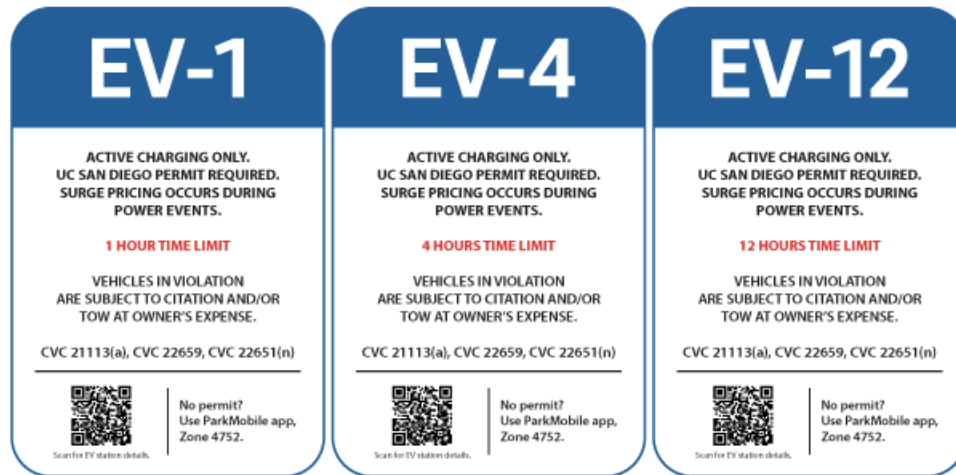 EV-1
ACTIVE CHARGING ONLY.
UC SAN DIEGO PERMIT REQUIRED.
SURGE PRICING OCCURS DURING
POWER EVENTS.
1 HOUR TIME LIMIT
VEHICLES IN VIOLATION
ARE SUBJECT TO CITATION AND/OR
TOW AT OWNER'S EXPENSE.
CVC 21113(a), CVC 22659, CVC 22651(n)
No permit?
Use ParkMobile app,
Zone 4752.
Scan for EV station details.
EV-4
ACTIVE CHARGING ONLY.
UC SAN DIEGO PERMIT REQUIRED.
SURGE PRICING OCCURS DURING
POWER EVENTS.
4 HOURS TIME LIMIT
VEHICLES IN VIOLATION
ARE SUBJECT TO CITATION AND/OR
TOW AT OWNER'S EXPENSE.
CVC 21113(a), CVC 22659, CVC 22651(n)
No permit?
Use ParkMobile app,
Zone 4752.
Scan for EV station details.
EV-12
ACTIVE CHARGING ONLY.
UC SAN DIEGO PERMIT REQUIRED.
SURGE PRICING OCCURS DURING
POWER EVENTS.
12 HOURS TIME LIMIT
VEHICLES IN VIOLATION
ARE SUBJECT TO CITATION AND/OR
TOW AT OWNER'S EXPENSE.
CVC 21113(a), CVC 22659, CVC 22651(n)
No permit?
Use ParkMobile app,
Zone 4752.
Scan for EV station details.